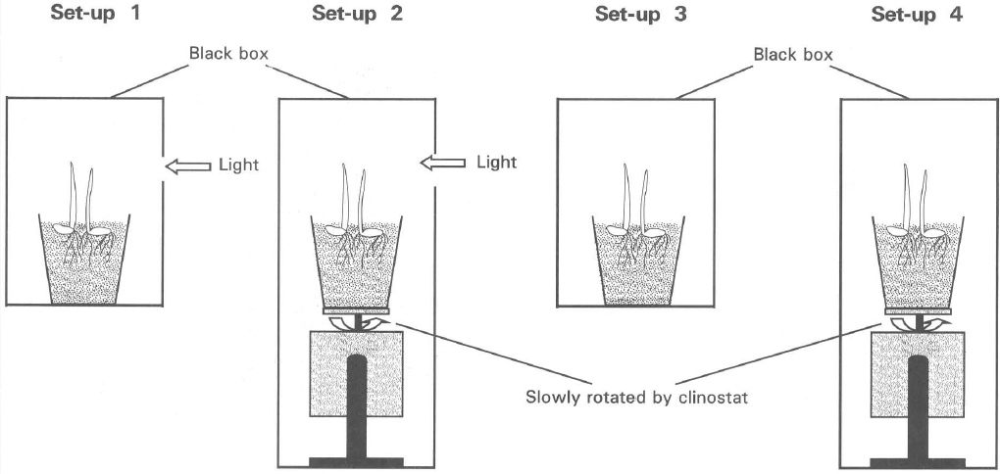 Set-up 1
Set-up 2
Set-up 3
Set-up 4
Black box
Black box
Light
Light
Slowly rotated by clinostat